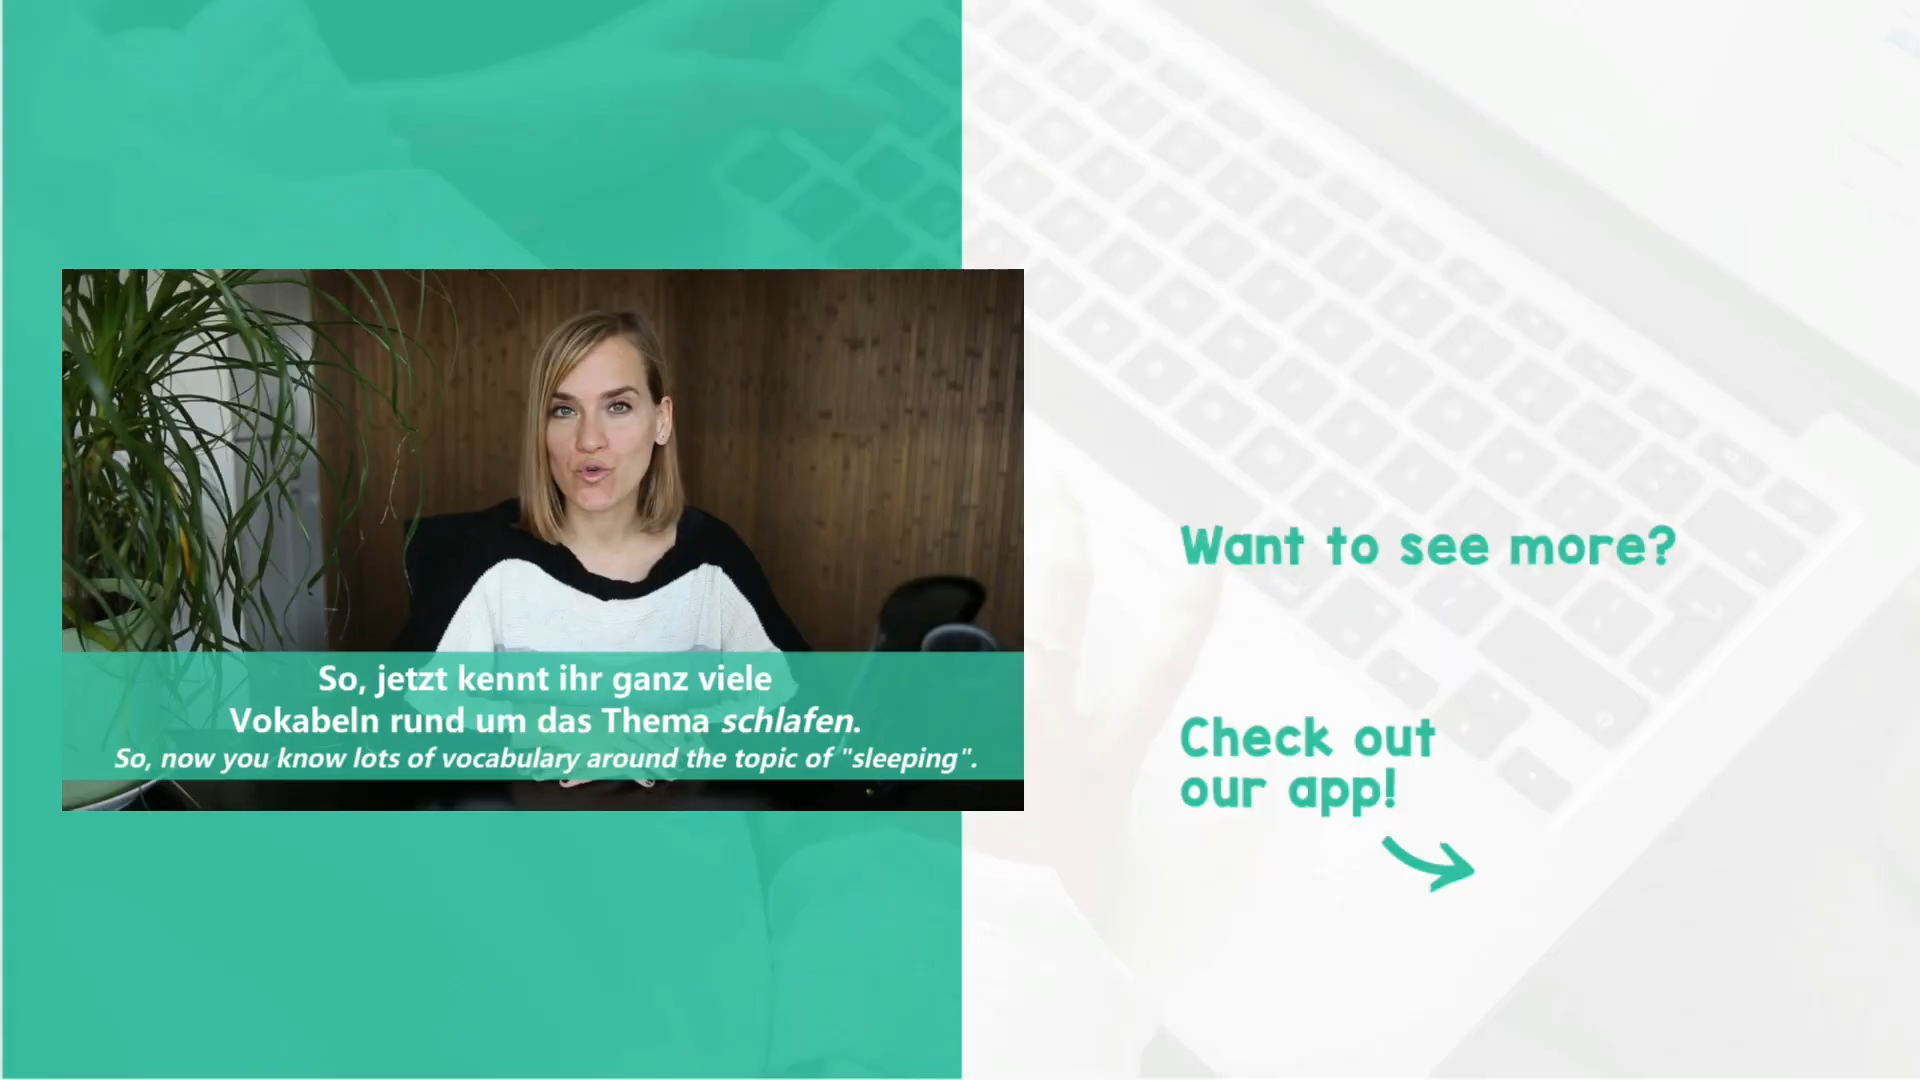 So, jetzt kennt ihr ganz viele
Vokabeln rund um das Thema schlafen.
So, now you know lots of vocabulary around the topic of "sleeping".
Want to see more?
Check out
our app!